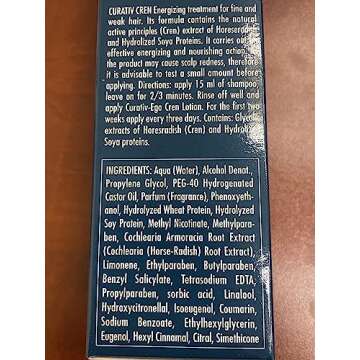 CURATIV CREN Energizing treatment for fine and
weak hair. Its formula contains the natural
active principles (Cren) extract of Horesreadish
and Hydrolized Soya Proteins. It carries out an
effective energizing and nourishing action.
the product may cause scalp redness, therefore
it is advisable to test a small amount before
applying. Directions: apply 15 ml of shampoo,
leave on for 2/3 minutes. Rinse off well and
apply Curativ-Ego Cren Lotian. For the first two
weeks apply every three days. Contains: Glycolic
extracts of Horesradish (Cren) and Hydrolized
Soya proteins.
INGREDIENTS: Aqua (Water), Alcohol Denat.,
Propylene Glycol, PEG-40 Hydrogenated
Castor Oil, Parfum (Fragrance), Phenoxyeth-
anol, Hydrolyzed Wheat Protein, Hydrolyzed
Soy Protein, Methyl Nicotinate, Methylpara-
ben, Cochlearia Armoracia Root Extract
(Cochlearia (Horse-Radish) Root Extract),
Limonene, Ethylparaben, Butylparaben,
Benzyl Salicylate, Tetrasodium EDTA,
Propylparaben, sorbic acid, Linalool,
Hydroxycitronellal, Isoeugenol, Coumarin,
Sodium Benzoate, Ethylhexylglycerin,
Eugenol, Hexyl Cinnamal, Citral, Simethicone